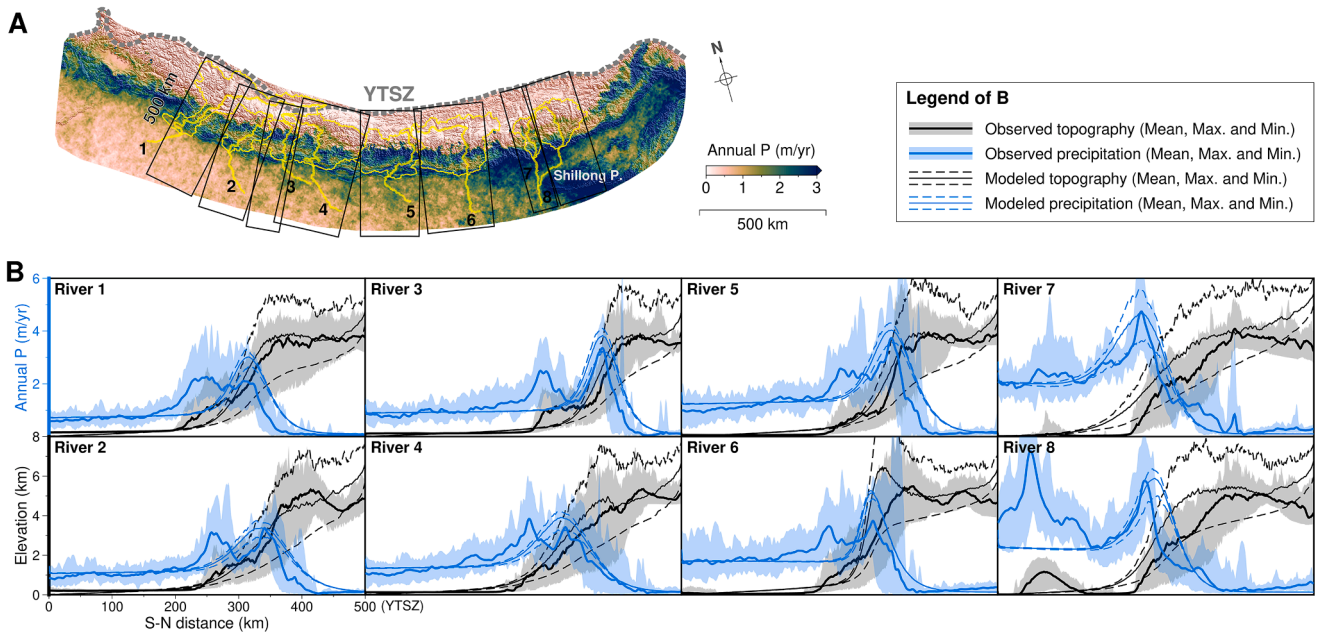 A
N
YTSZ
500 km
1
2
3
4
5
6
7
8
Shillong P.
Annual P (m/yr)
0 1 2 3
500 km
Legend of B
Observed topography (Mean, Max. and Min.)
Observed precipitation (Mean, Max. and Min.)
Modeled topography (Mean, Max. and Min.)
Modeled precipitation (Mean, Max. and Min.)
B
Annual P (m/yr)
6
4
2
River 1
River 3
River 5
River 7
Elevation (km)
8
6
4
2
0
River 2
River 4
River 6
River 8
0 100 200 300 400 500 (YTSZ)
S-N distance (km)